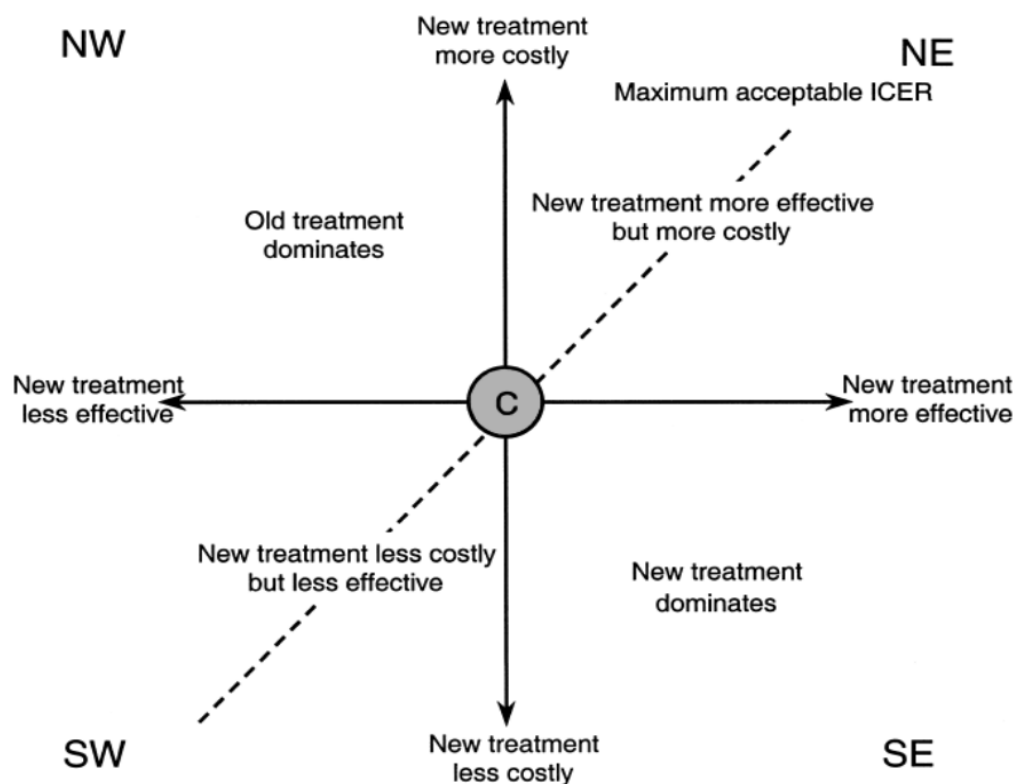 NW
New treatment
more costly
NE
Maximum acceptable ICER
Old treatment
dominates
New treatment more effective
but more costly
New treatment
less effective
C
New treatment
more effective
New treatment less costly
but less effective
New treatment
dominates
SW
New treatment
less costly
SE